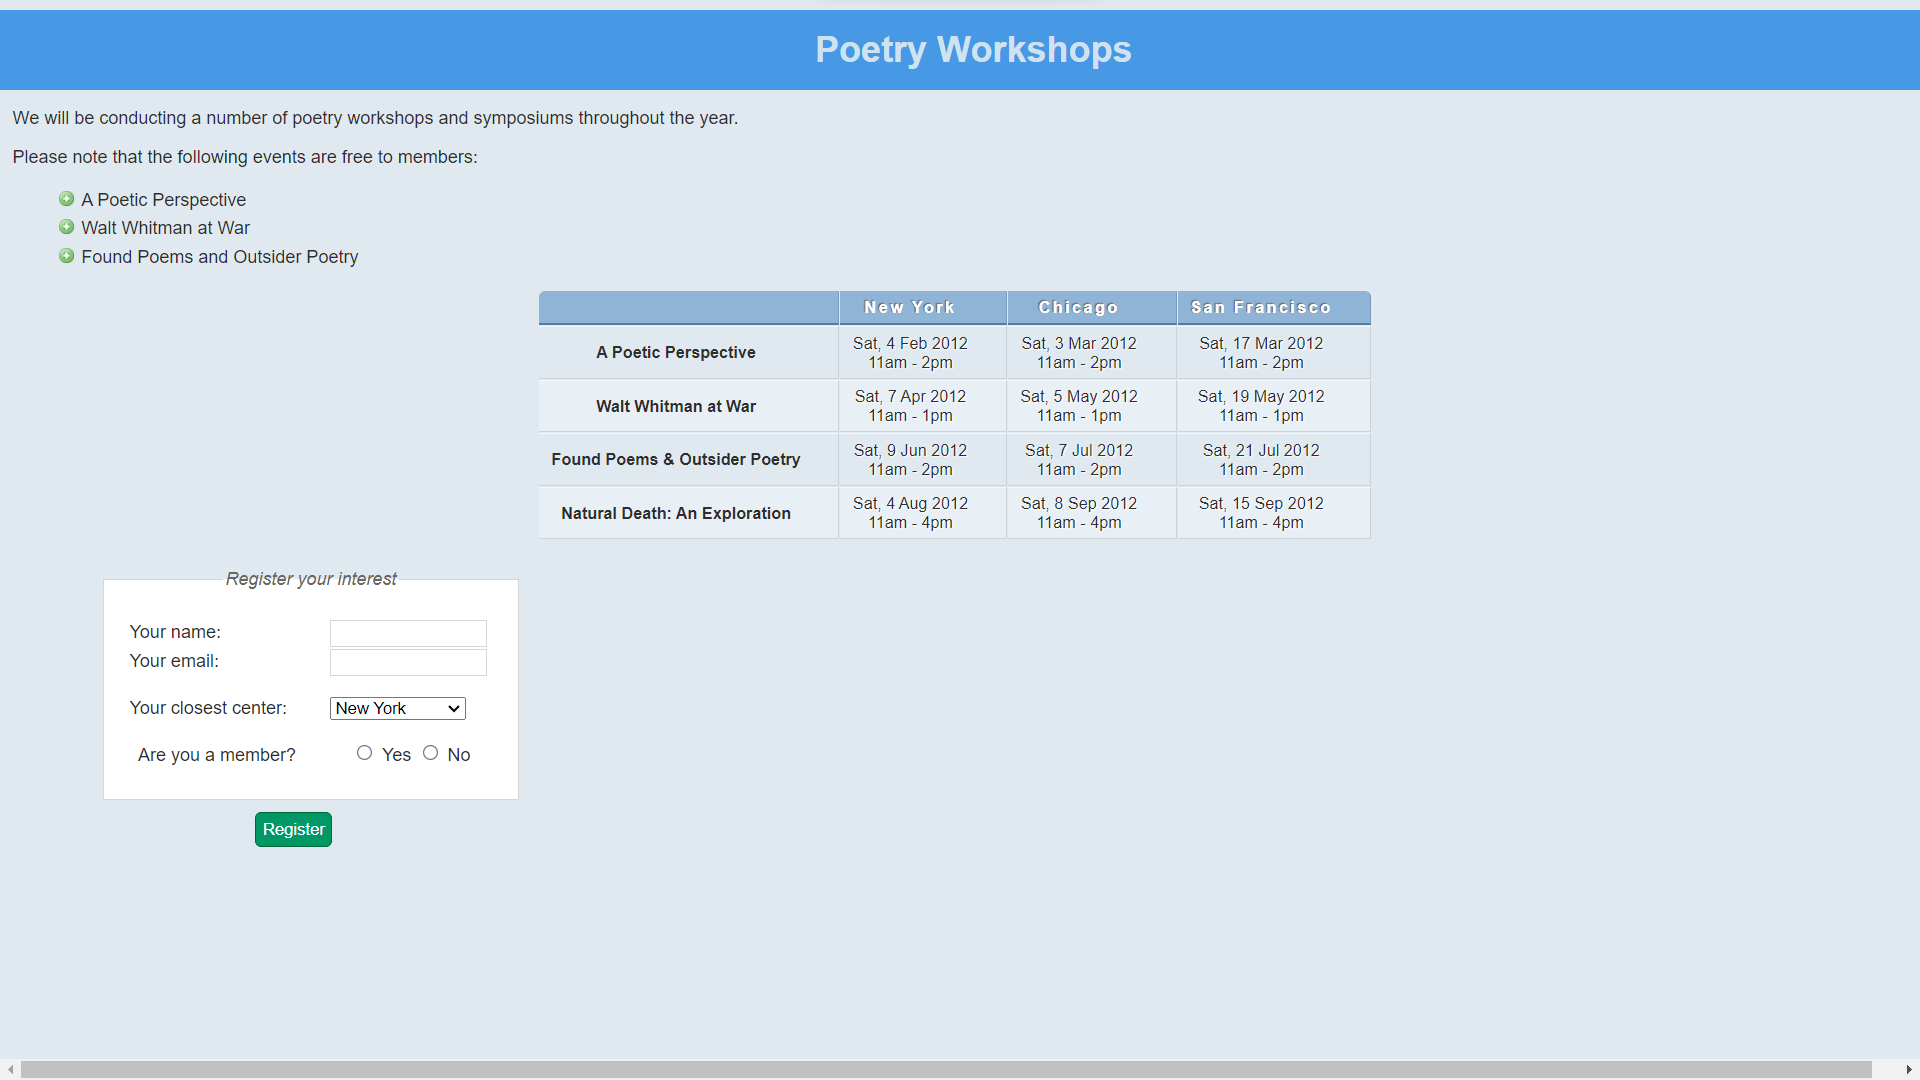 Poetry Workshops
We will be conducting a number of poetry workshops and symposiums throughout the year.
Please note that the following events are free to members:
A Poetic Perspective
Walt Whitman at War
Found Poems and Outsider Poetry
New York Chicago San Francisco
A Poetic Perspective
Sat, 4 Feb 2012
11am - 2pm
Sat, 3 Mar 2012
11am - 2pm
Sat, 17 Mar 2012
11am - 2pm
Walt Whitman at War
Sat, 7 Apr 2012
11am - 1pm
Sat, 5 May 2012
11am - 1pm
Sat, 19 May 2012
11am - 1pm
Found Poems & Outsider Poetry
Sat, 9 Jun 2012
11am - 2pm
Sat, 7 Jul 2012
11am - 2pm
Sat, 21 Jul 2012
11am - 2pm
Natural Death: An Exploration
Sat, 4 Aug 2012
11am - 4pm
Sat, 8 Sep 2012
11am - 4pm
Sat, 15 Sep 2012
11am - 4pm
Register your interest
Your name:
Your email:
Your closest center: New York
Are you a member? Yes No
Register